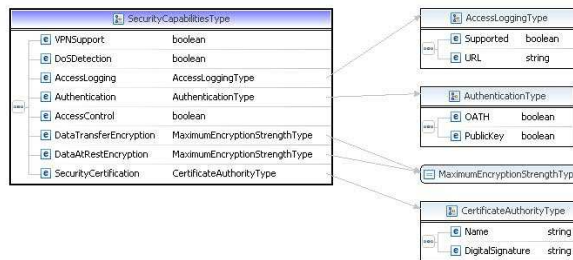 SecurityCapabilitiesType
VPNSupport boolean
DoSDetection boolean
AccessLogging AccessLoggingType
Authentication AuthenticationType
AccessControl boolean
DataTransferEncryption MaximumEncryptionStrengthType
DataAtRestEncryption MaximumEncryptionStrengthType
SecurityCertification CertificateAuthorityType
AccessLoggingType
Supported boolean
URL string
AuthenticationType
OATH boolean
PublicKey boolean
MaximumEncryptionStrengthTyp
CertificateAuthorityType
Name string
DigitalSignature string